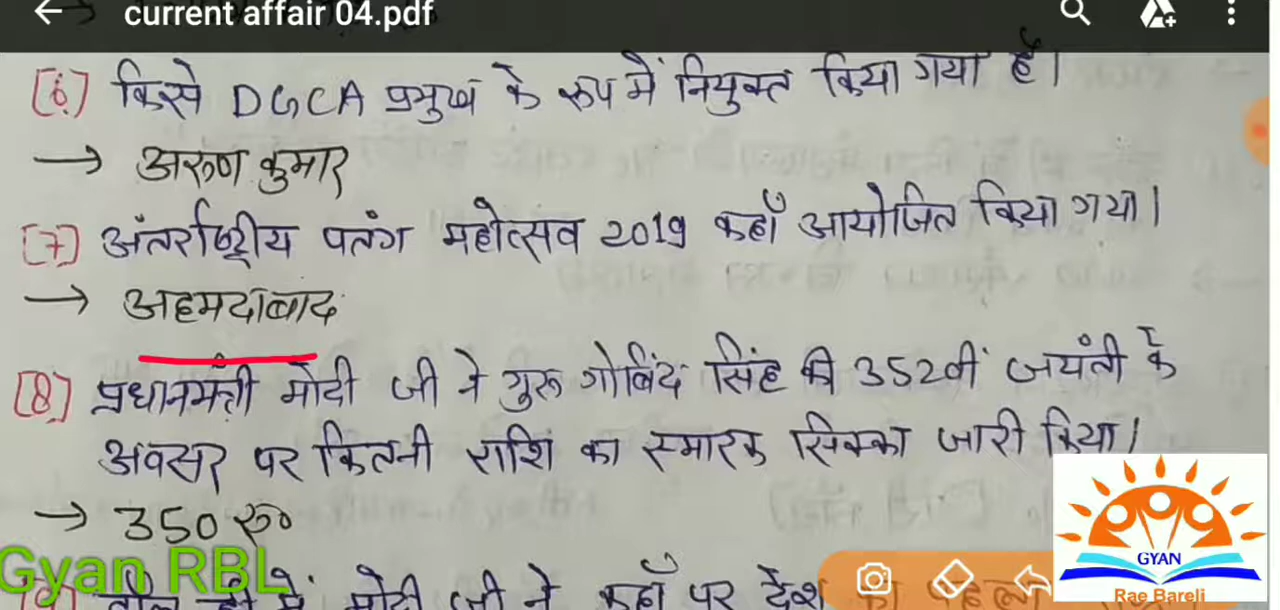 current affair 04.pdf
[6] किसे DGCA प्रमुख के रूप में नियुक्त किया गया है।
→ अरुण कुमार
[7] अंतर्राष्ट्रीय पतंग महोत्सव 2019 कहाँ आयोजित किया गया।
→ अहमदाबाद
[8] प्रधानमंत्री मोदी जी ने गुरु गोबिंद सिंह की 352वीं जयंती के
अवसर पर कितनी राशि का स्मारक सिक्का जारी किया।
→ 350 रु०
मोदी जी ने कहाँ पर देश का पहला
Gyan RBL
GYAN
Rae Bareli